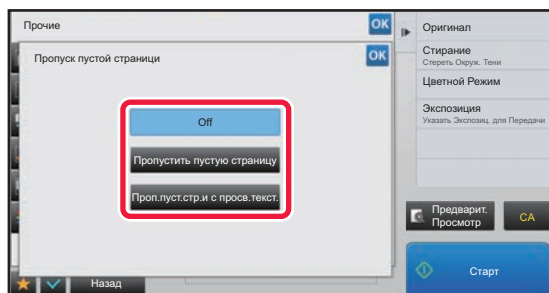 Прочие
OK
Пропуск пустой страници
OK
Off
Пропустить пустую страницу
Проп.пуст.стр.и с просв.текст.
Назад
Оригинал
Стирание
Стереть Окруж. Тени
Цветной Режим
Экспозиция
Указать Экспозиц. для Передачи
Предварит.
Просмотр
CA
Старт